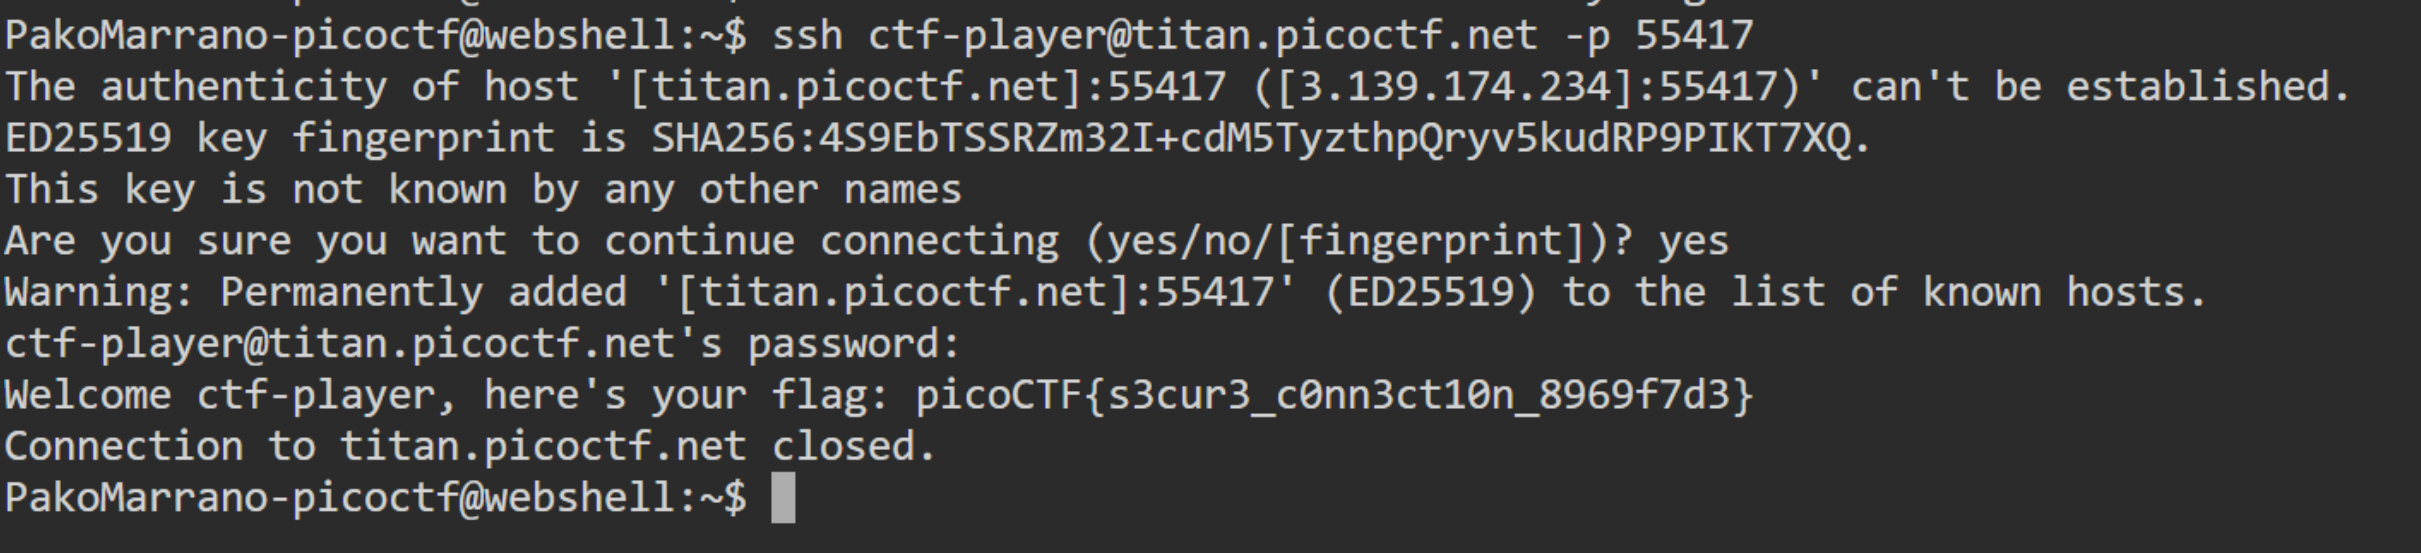 PakoMarrano-picoctf@webshell:~$ ssh ctf-player@titan.picoctf.net -p 55417
The authenticity of host '[titan.picoctf.net]:55417 ([3.139.174.234]:55417)' can't be established.
ED25519 key fingerprint is SHA256:4S9EbTSSRZm32I+cdM5TyzthpQryv5kudRP9PIKT7XQ.
This key is not known by any other names
Are you sure you want to continue connecting (yes/no/[fingerprint])? yes
Warning: Permanently added '[titan.picoctf.net]:55417' (ED25519) to the list of known hosts.
ctf-player@titan.picoctf.net's password:
Welcome ctf-player, here's your flag: picoCTF{s3cur3_c0nn3ct10n_8969f7d3}
Connection to titan.picoctf.net closed.
PakoMarrano-picoctf@webshell:~$